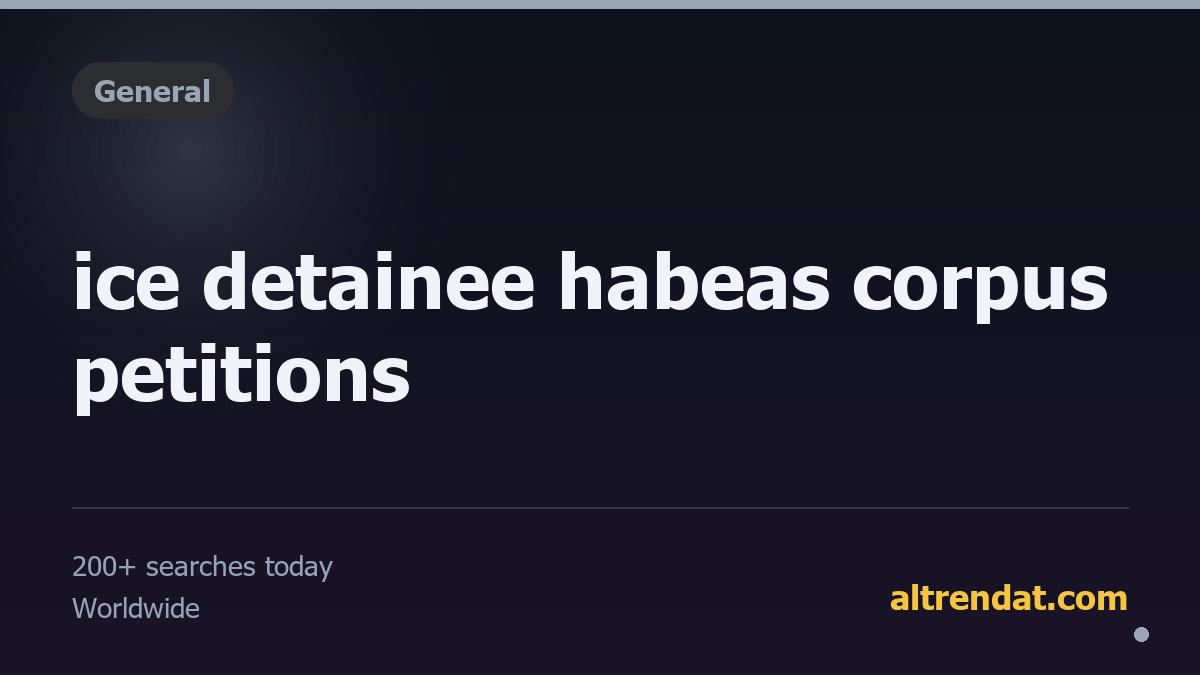 General
ice detainee habeas corpus
petitions
200+ searches today
Worldwide
altrendat.com